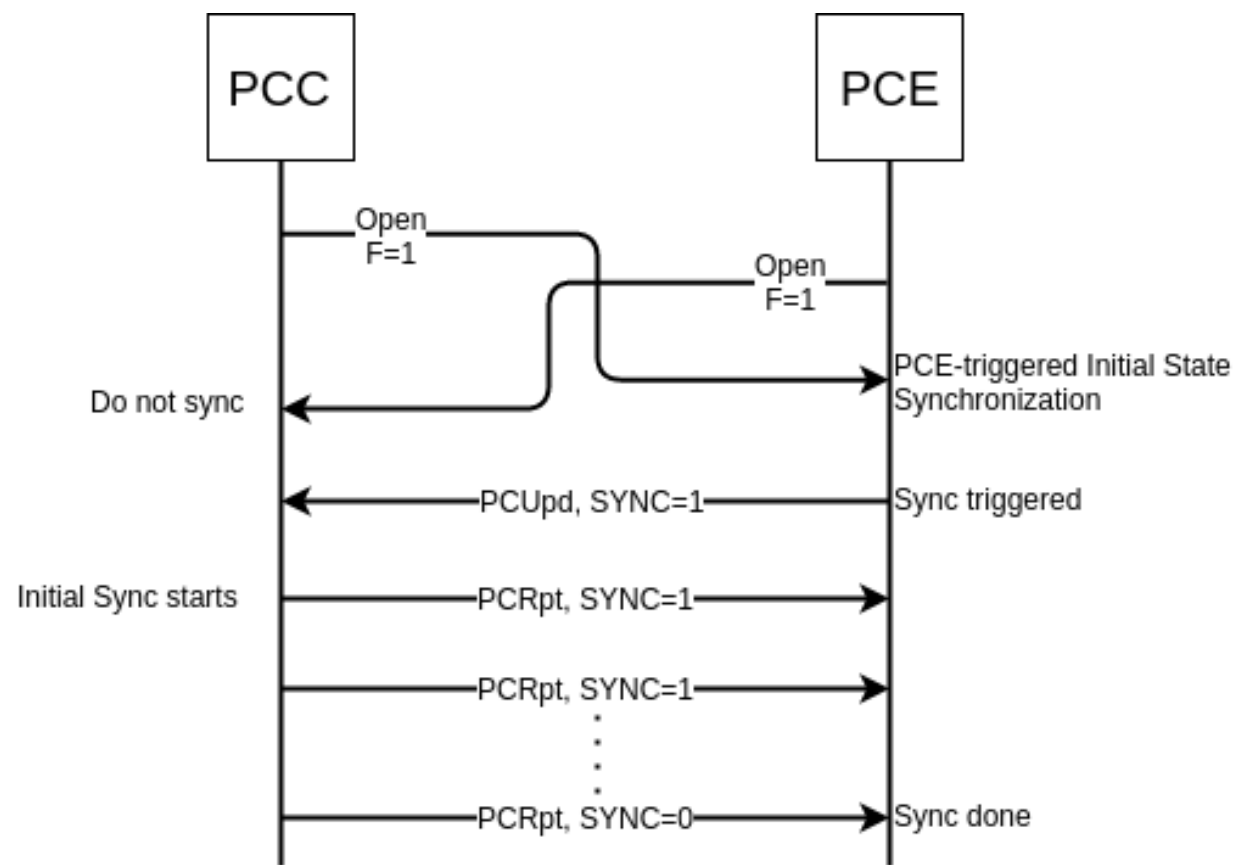 PCC
PCE
Open
F=1
Open
F=1
PCE-triggered Initial State
Synchronization
Do not sync
PCUpd, SYNC=1
Sync triggered
Initial Sync starts
PCRpt, SYNC=1
PCRpt, SYNC=1
PCRpt, SYNC=0
Sync done